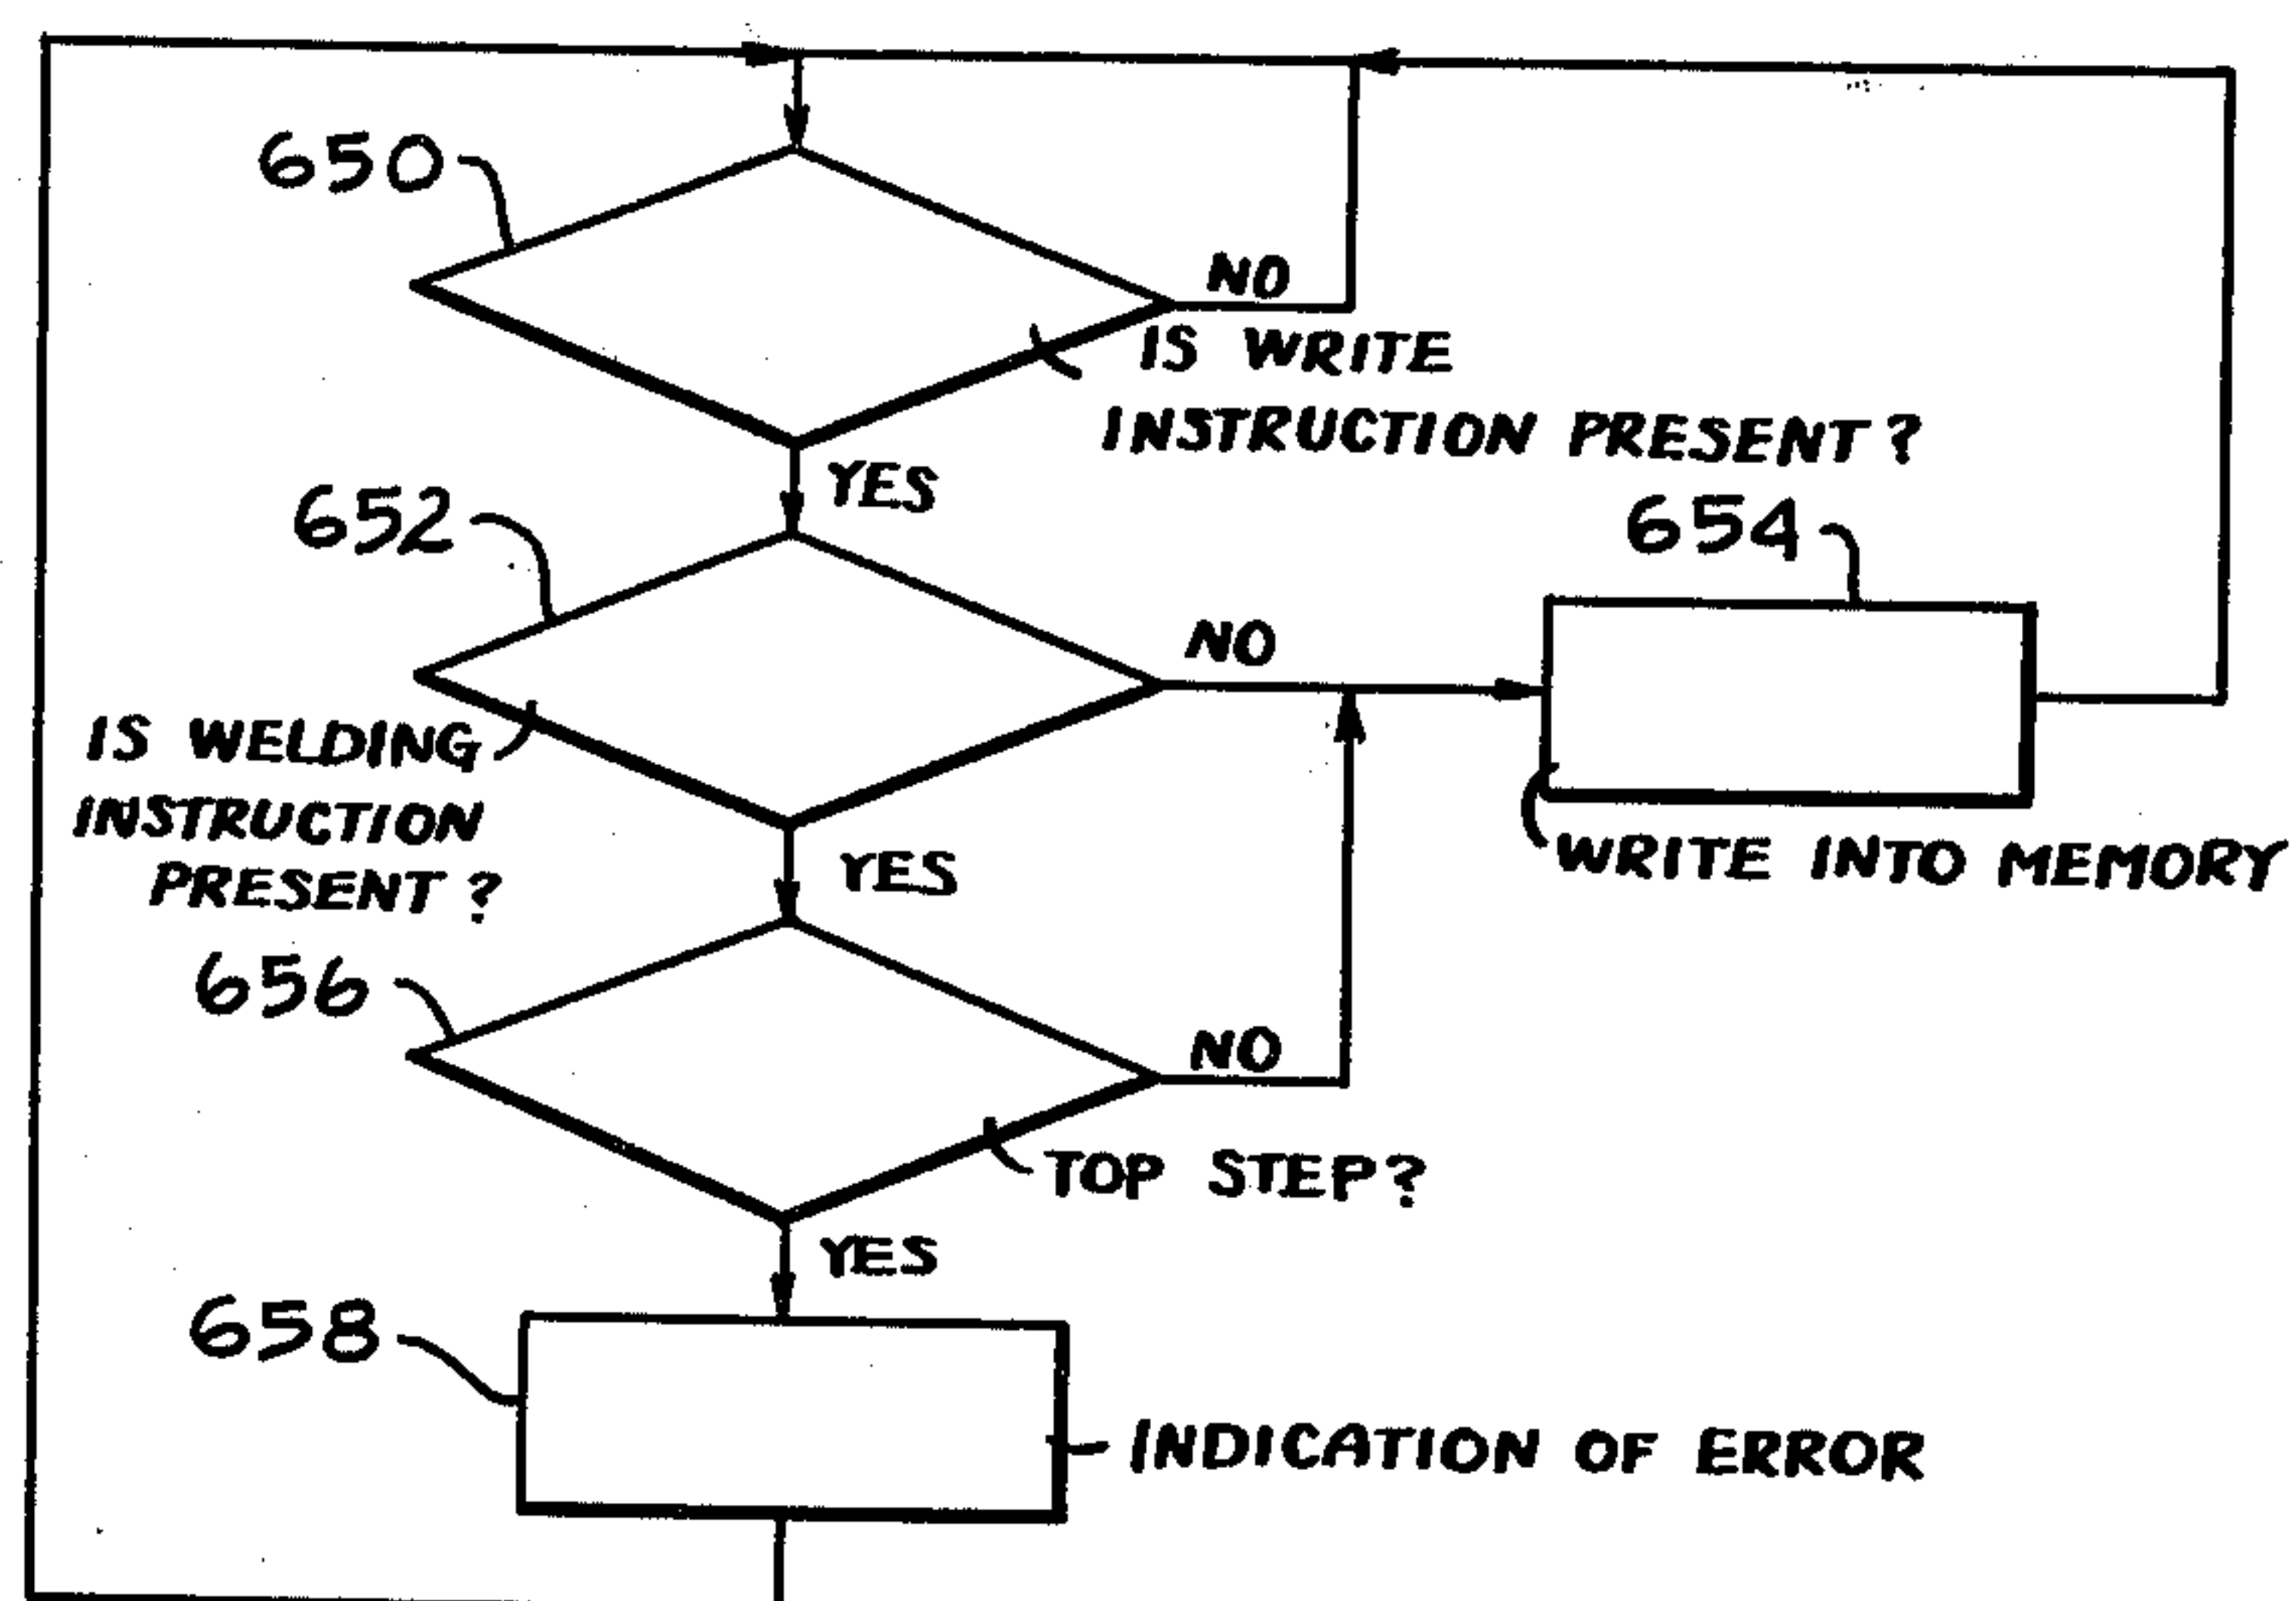 650
NO
IS WRITE
INSTRUCTION PRESENT?
YES
652
654
NO
IS WELDING
INSTRUCTION
PRESENT?
WRITE INTO MEMORY
YES
656
NO
TOP STEP?
YES
658
INDICATION OF ERROR